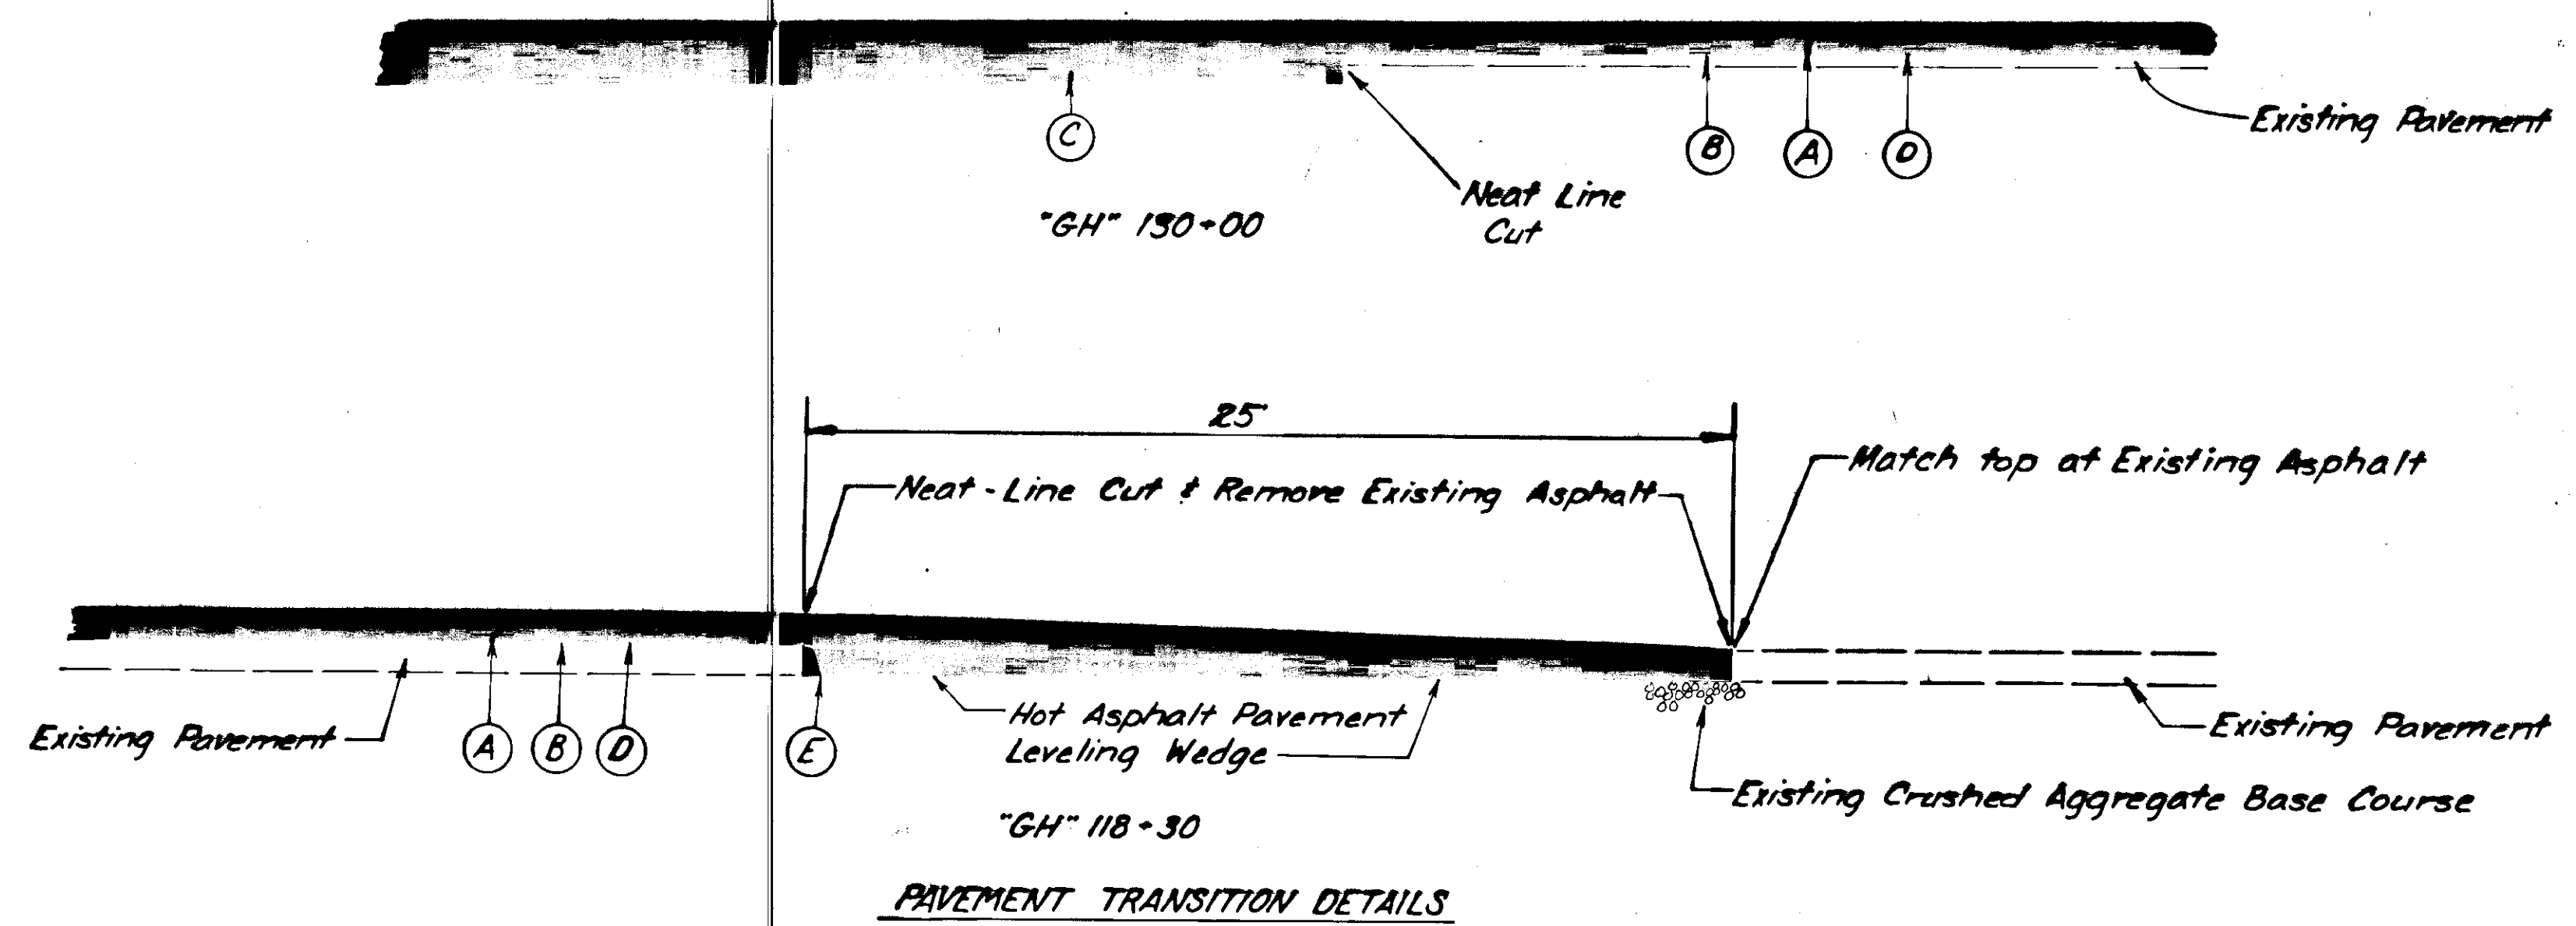 Existing Pavement
C
B
A
D
Neat Line
Cut
"GH" 130+00
25'
Match top at Existing Asphalt
Neat-Line Cut & Remove Existing Asphalt
Existing Pavement
A
B
D
E
Hot Asphalt Pavement
Leveling Wedge
Existing Pavement
Existing Crushed Aggregate Base Course
"GH" 118+30
PAVEMENT TRANSITION DETAILS